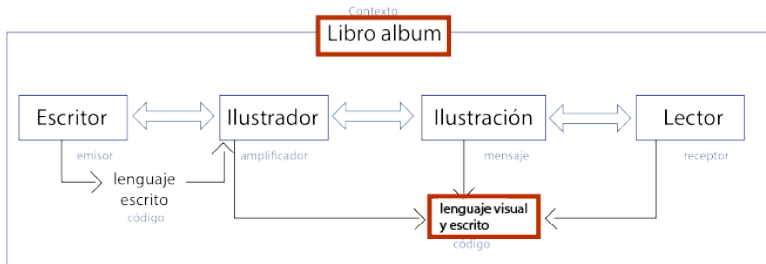 Contexto
Libro album
Escritor
Ilustrador
Ilustración
Lector
emisor
amplificador
mensaje
receptor
lenguaje
escrito
código
lenguaje visual
y escrito
código